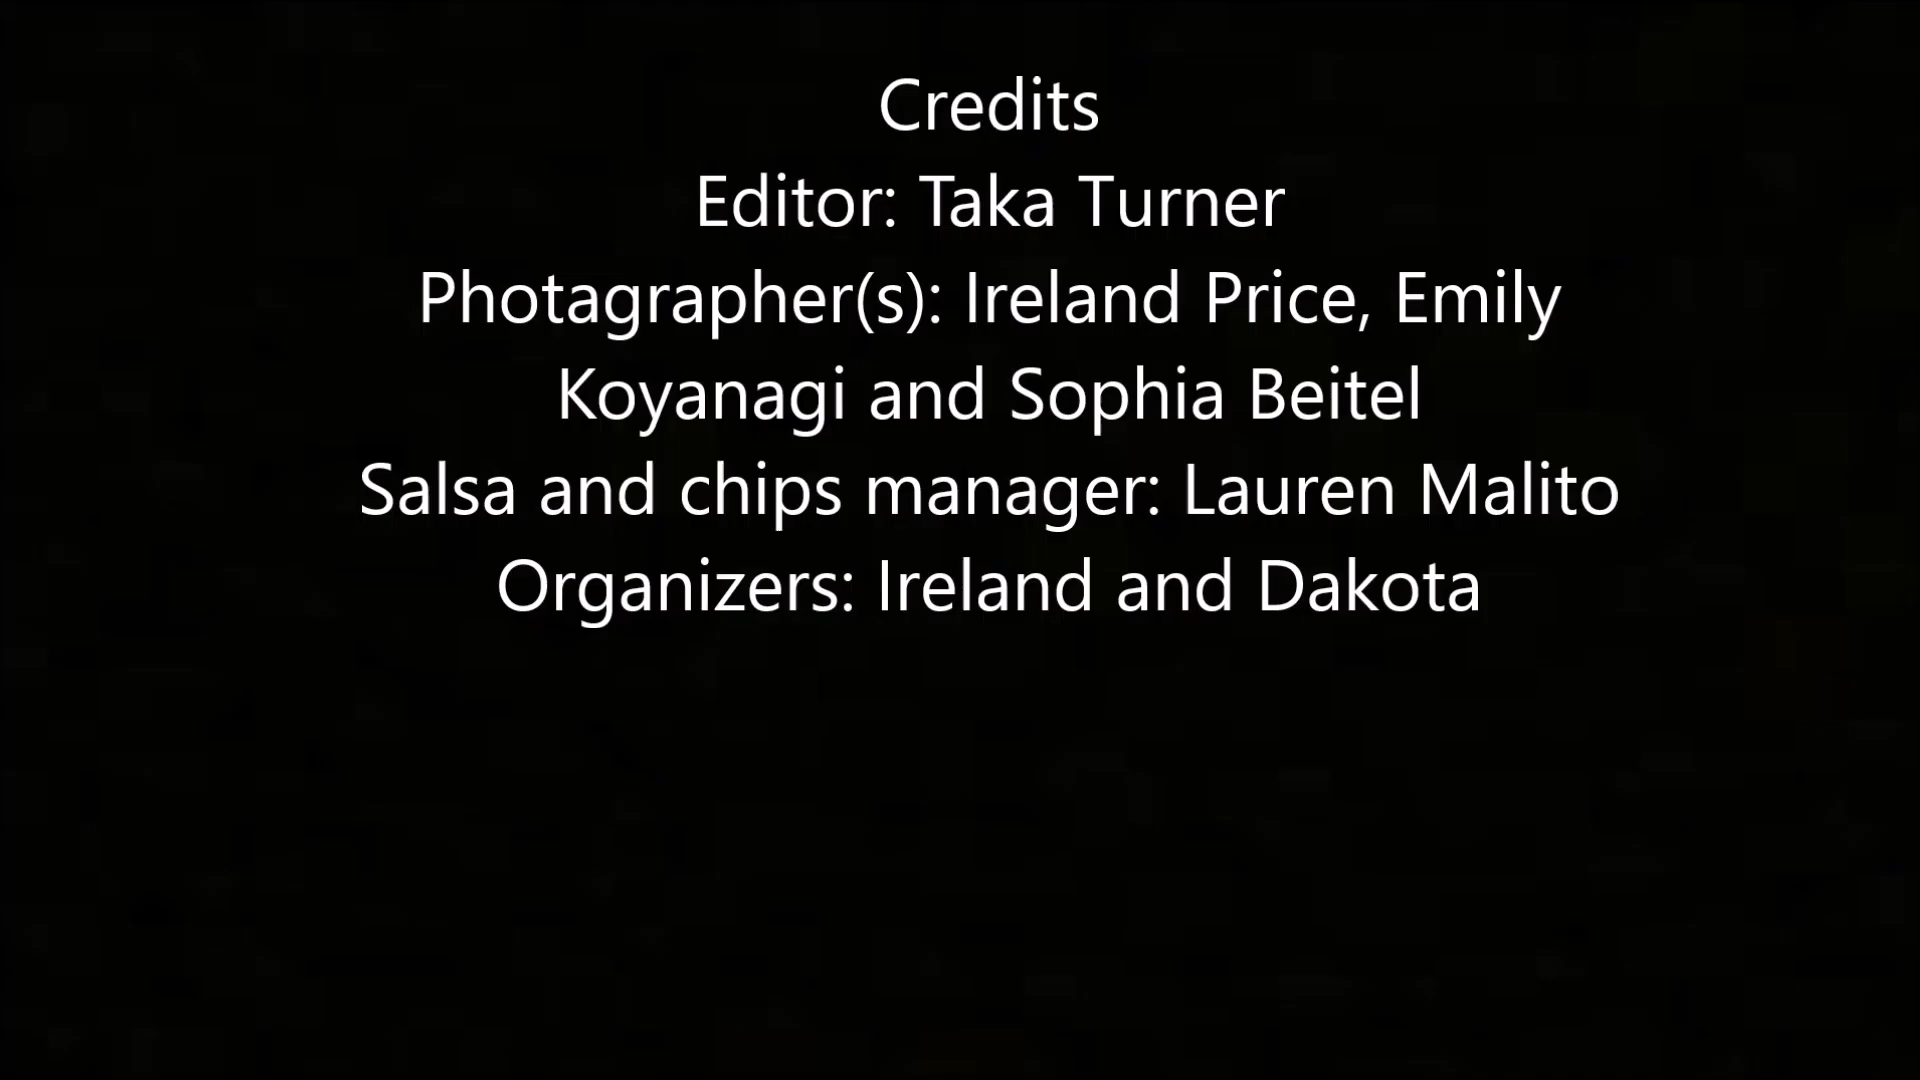 Credits
Editor: Taka Turner
Photagrapher(s): Ireland Price, Emily
Koyanagi and Sophia Beitel
Salsa and chips manager: Lauren Malito
Organizers: Ireland and Dakota